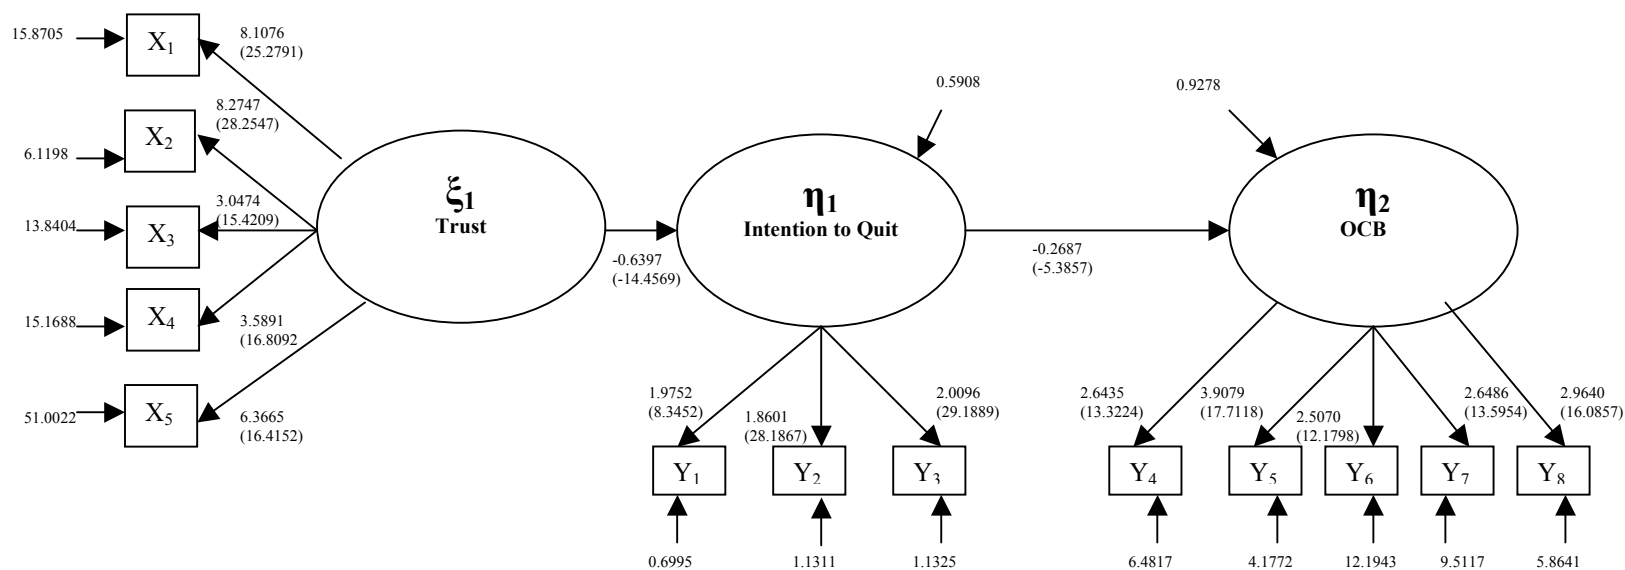 15.8705
X1
8.1076
(25.2791)
0.5908
0.9278
8.2747
(28.2547)
X2
6.1198
ξ1
Trust
η1
Intention to Quit
η2
OCB
3.0474
(15.4209)
13.8404
X3
-0.6397
(-14.4569)
-0.2687
(-5.3857)
15.1688
X4
3.5891
(16.8092
51.0022
X5
6.3665
(16.4152)
1.9752
(8.3452)
1.8601
(28.1867)
2.0096
(29.1889)
2.6435
(13.3224)
3.9079
(17.7118)
2.5070
(12.1798)
2.6486
(13.5954)
2.9640
(16.0857)
Y1
Y2
Y3
Y4
Y5
Y6
Y7
Y8
0.6995
1.1311
1.1325
6.4817
4.1772
12.1943
9.5117
5.8641